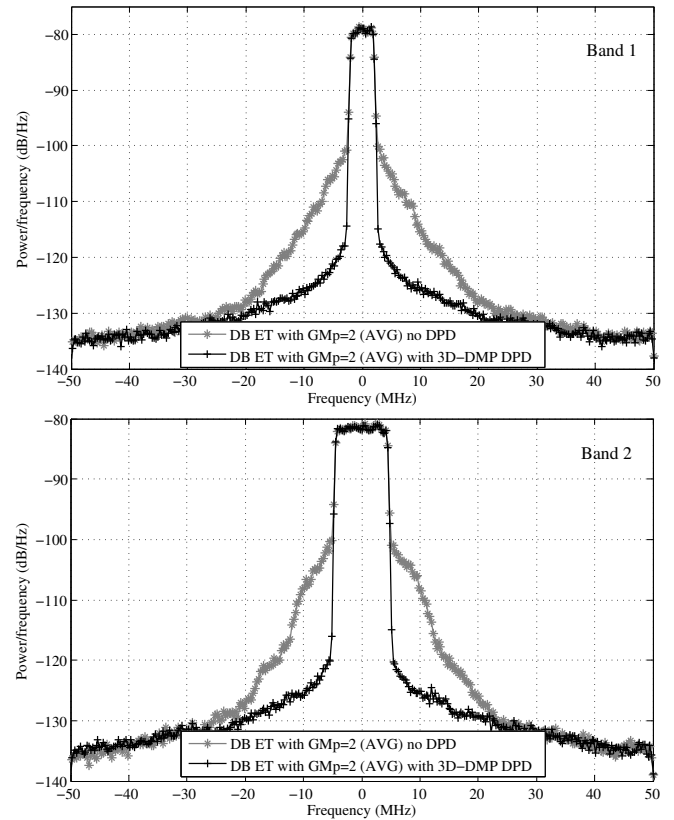 −80
−90
−100
−110
−120
−130
−140
Power/frequency (dB/Hz)
Band 1
DB ET with GMp=2 (AVG) no DPD
DB ET with GMp=2 (AVG) with 3D−DMP DPD
−50 −40 −30 −20 −10 0 10 20 30 40 50
Frequency (MHz)
−80
−90
−100
−110
−120
−130
−140
Power/frequency (dB/Hz)
Band 2
DB ET with GMp=2 (AVG) no DPD
DB ET with GMp=2 (AVG) with 3D−DMP DPD
−50 −40 −30 −20 −10 0 10 20 30 40 50
Frequency (MHz)